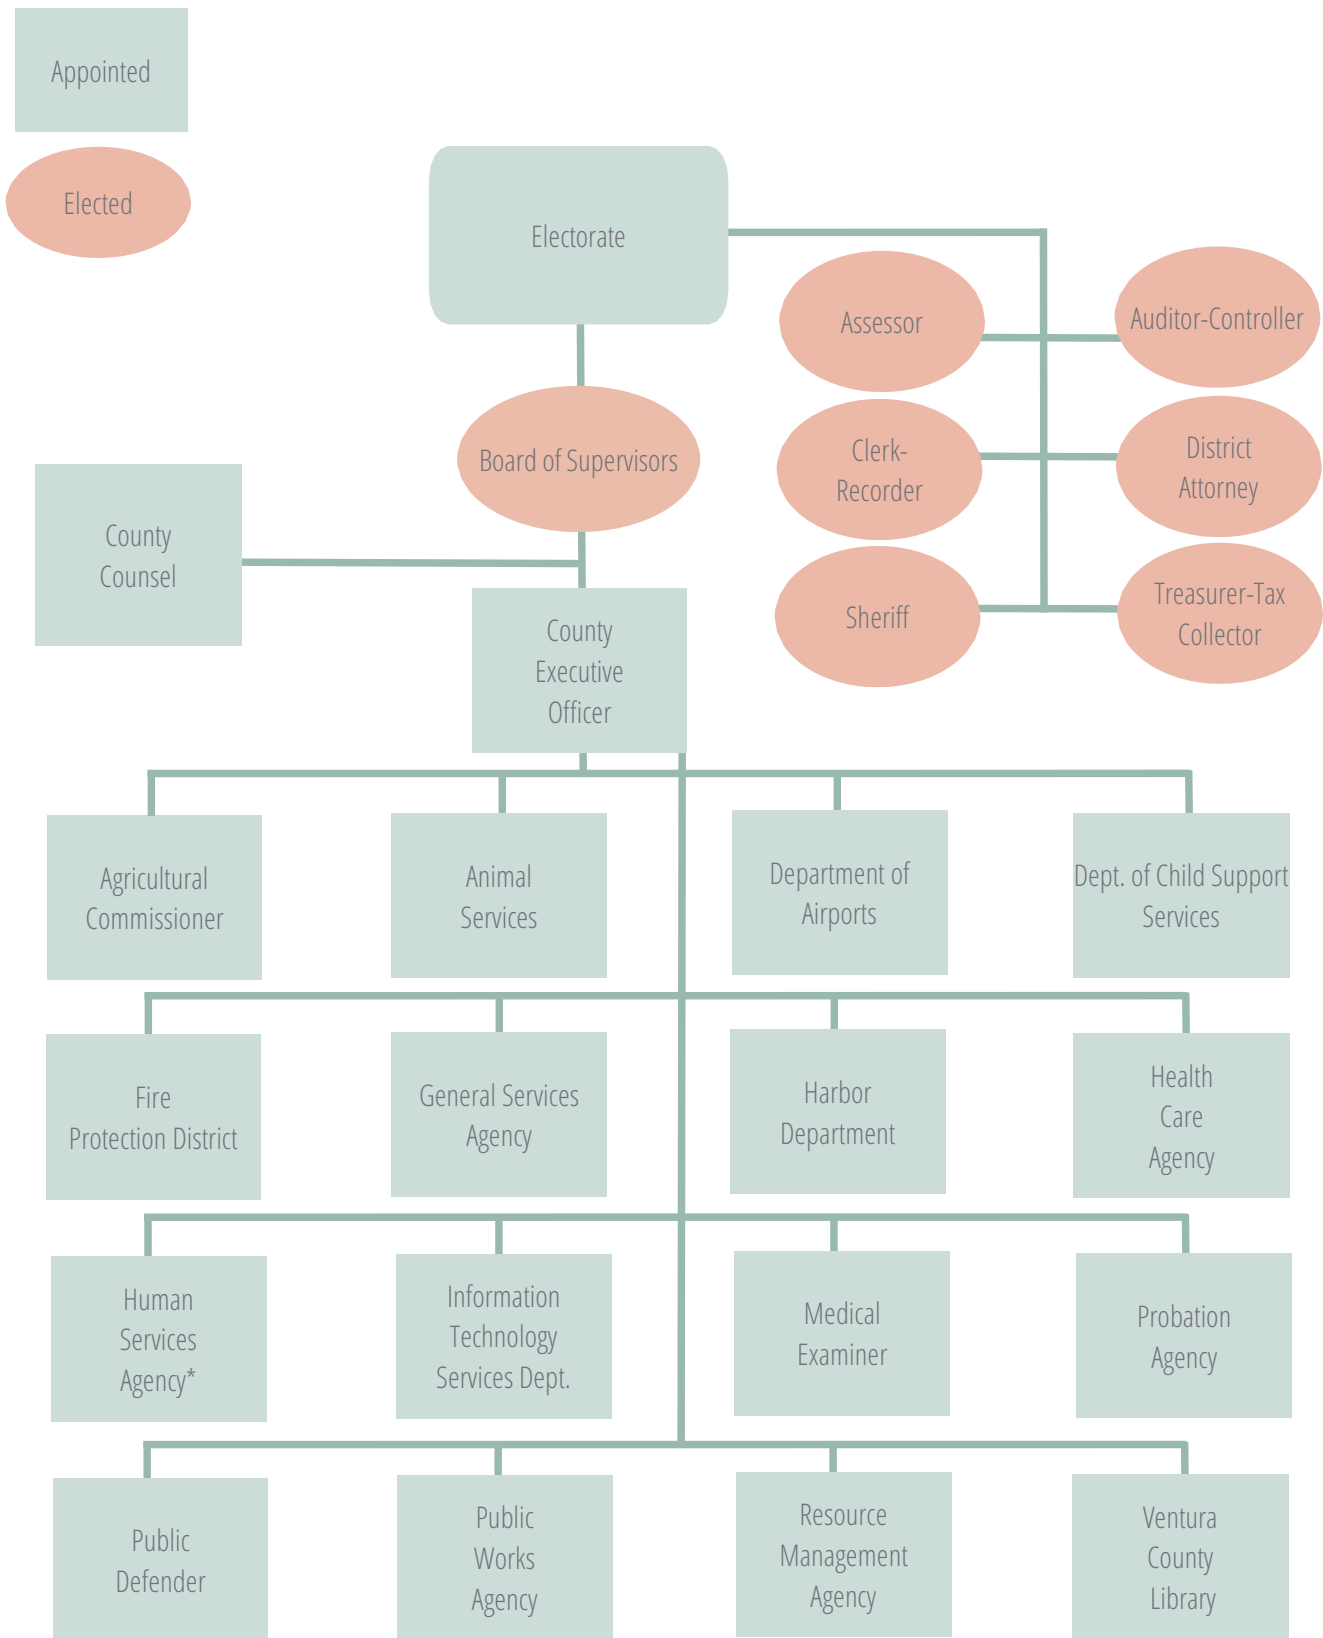 Appointed
Elected
Electorate
Assessor
Auditor-Controller
Board of Supervisors
Clerk-
Recorder
District
Attorney
County
Counsel
Sheriff
Treasurer-Tax
Collector
County
Executive
Officer
Agricultural
Commissioner
Animal
Services
Department of
Airports
Dept. of Child Support
Services
Fire
Protection District
General Services
Agency
Harbor
Department
Health
Care
Agency
Human
Services
Agency*
Information
Technology
Services Dept.
Medical
Examiner
Probation
Agency
Public
Defender
Public
Works
Agency
Resource
Management
Agency
Ventura
County
Library